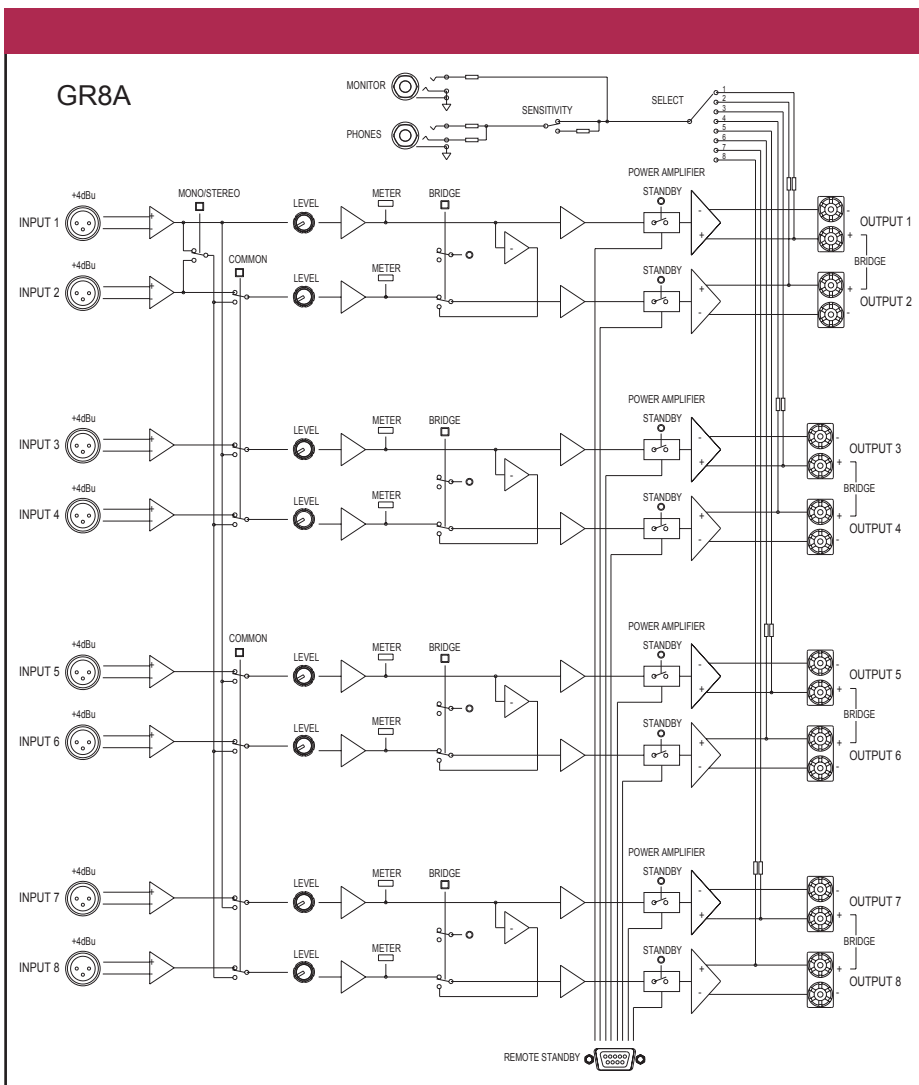 GR8A
MONITOR
PHONES
SENSITIVITY
SELECT
1
2
3
4
5
6
7
8
POWER AMPLIFIER
+4dBu
MONO/STEREO
METER
BRIDGE
STANDBY
INPUT 1
LEVEL
OUTPUT 1
COMMON
BRIDGE
+4dBu
METER
STANDBY
INPUT 2
LEVEL
OUTPUT 2
POWER AMPLIFIER
+4dBu
METER
BRIDGE
STANDBY
INPUT 3
LEVEL
OUTPUT 3
BRIDGE
+4dBu
METER
STANDBY
INPUT 4
LEVEL
OUTPUT 4
POWER AMPLIFIER
+4dBu
COMMON
METER
BRIDGE
STANDBY
INPUT 5
LEVEL
OUTPUT 5
BRIDGE
+4dBu
METER
STANDBY
INPUT 6
LEVEL
OUTPUT 6
POWER AMPLIFIER
+4dBu
METER
BRIDGE
STANDBY
INPUT 7
LEVEL
OUTPUT 7
BRIDGE
+4dBu
METER
STANDBY
INPUT 8
LEVEL
OUTPUT 8
REMOTE STANDBY